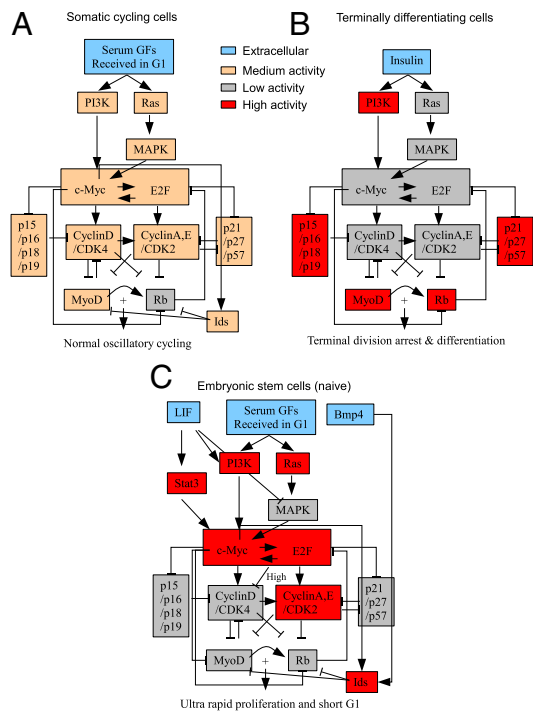 A
Somatic cycling cells
Serum GFs
Received in G1
PI3K
Ras
MAPK
c-Myc
E2F
p15
/p16
/p18
/p19
CyclinD
/CDK4
CyclinA,E
/CDK2
p21
/p27
/p57
MyoD
+
Rb
Ids
Normal oscillatory cycling
Extracellular
Medium activity
Low activity
High activity
B
Terminally differentiating cells
Insulin
PI3K
Ras
MAPK
c-Myc
E2F
p15
/p16
/p18
/p19
CyclinD
/CDK4
CyclinA,E
/CDK2
p21
/p27
/p57
MyoD
+
Rb
Terminal division arrest & differentiation
C
Embryonic stem cells (naive)
LIF
Serum GFs
Received in G1
Bmp4
PI3K
Ras
Stat3
MAPK
c-Myc
E2F
High
p15
/p16
/p18
/p19
CyclinD
/CDK4
CyclinA,E
/CDK2
p21
/p27
/p57
MyoD
+
Rb
Ids
Ultra rapid proliferation and short G1